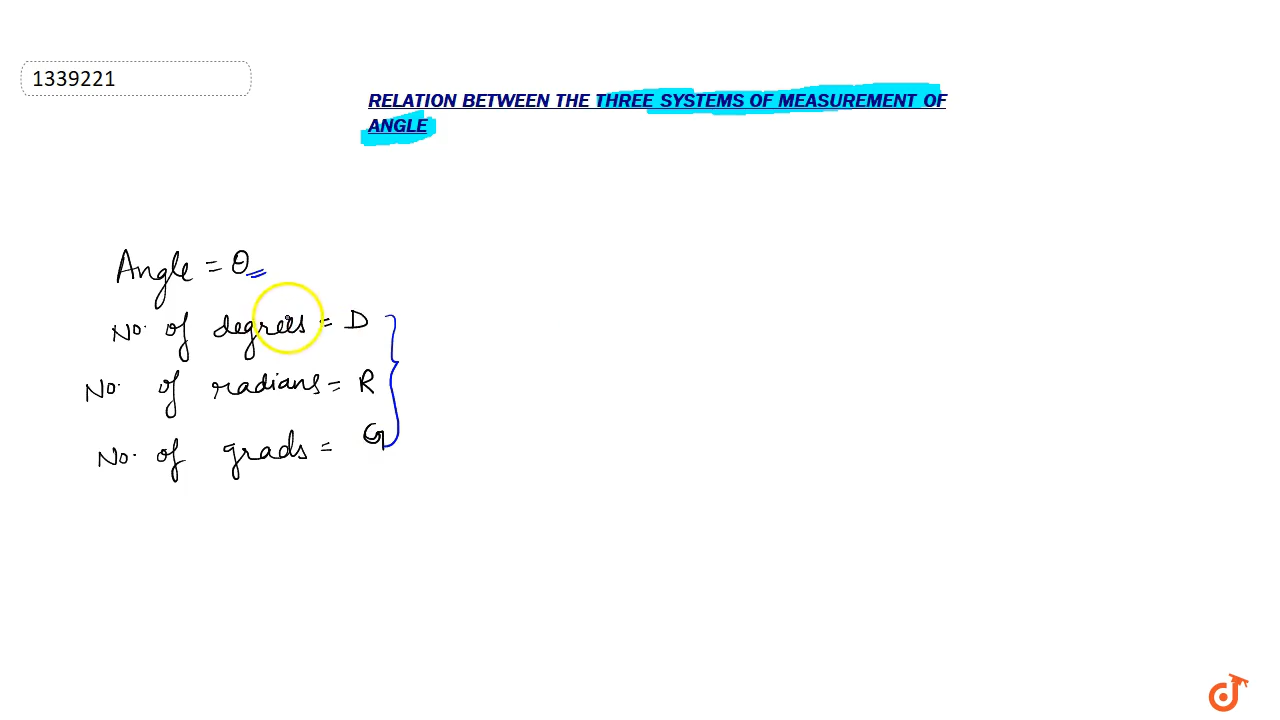 1339221
RELATION BETWEEN THE THREE SYSTEMS OF MEASUREMENT OF
ANGLE
Angle = θ
No. of degrees = D
No. of radians = R
No. of grads = G